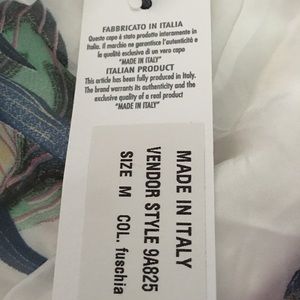 FABBRICATO IN ITALIA
Questo capo è stato prodotto interamente in
Italia. Il marchio ne garantisce l'autenticità e
la qualità esclusiva di un vero capo
"MADE IN ITALY"
ITALIAN PRODUCT
This article has been fully produced in Italy.
The brand warrants its authenticity and the
exclusive quality of a real product
"MADE IN ITALY"
MADE IN ITALY
VENDOR STYLE 9A825
SIZE M COL. fuschia